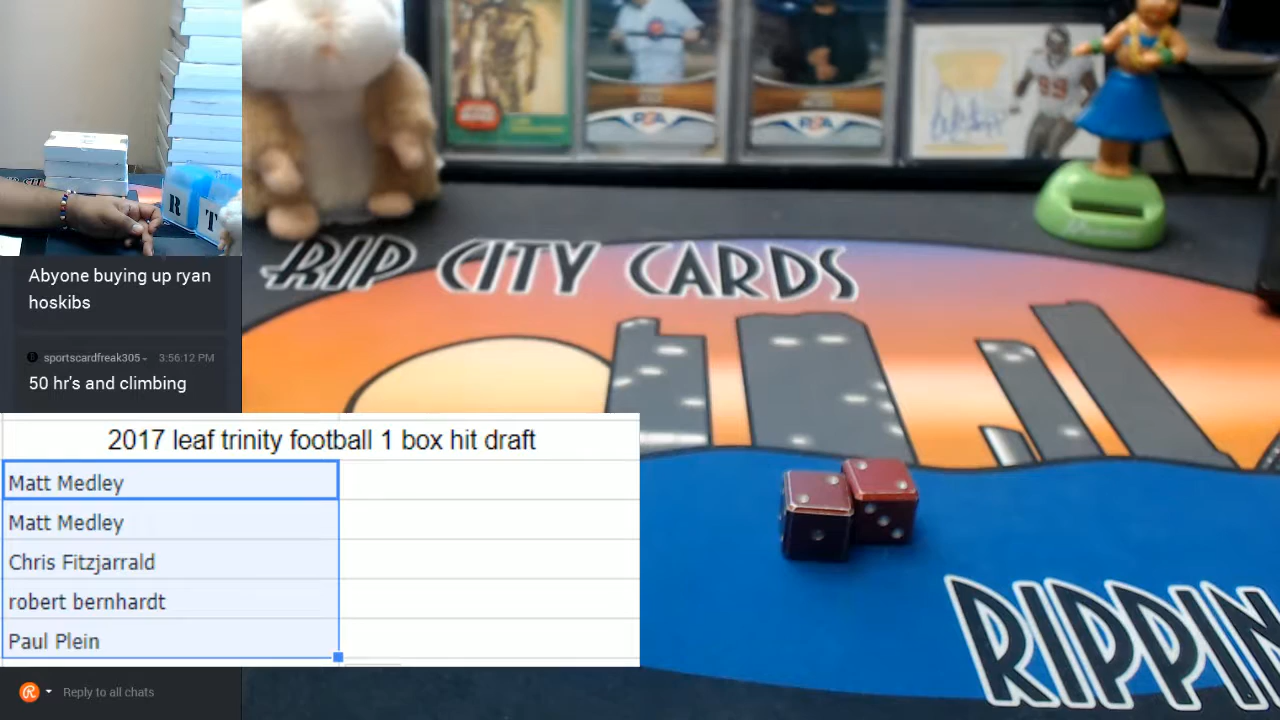 R
T
Abyone buying up ryan
hoskibs
sportscardfreak305
3:56:12 PM
50 hr's and climbing
2017 leaf trinity football 1 box hit draft
Matt Medley
Matt Medley
Chris Fitzjarrald
robert bernhardt
Paul Plein
Reply to all chats
RIP CITY CARDS
RIPPIN
99